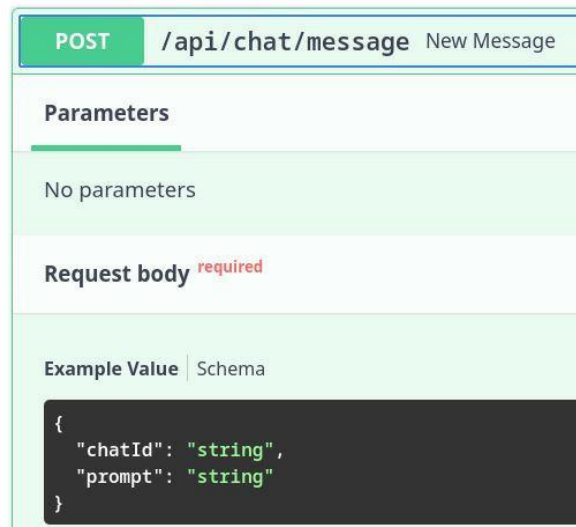 POST /api/chat/message New Message
Parameters
No parameters
Request body required
Example Value Schema
{
"chatId": "string",
"prompt": "string"
}